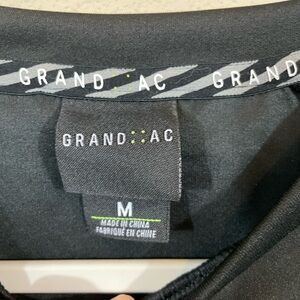 GRAND::AC GRAND
GRAND::AC
M
MADE IN CHINA
FABRIQUÉ EN CHINE